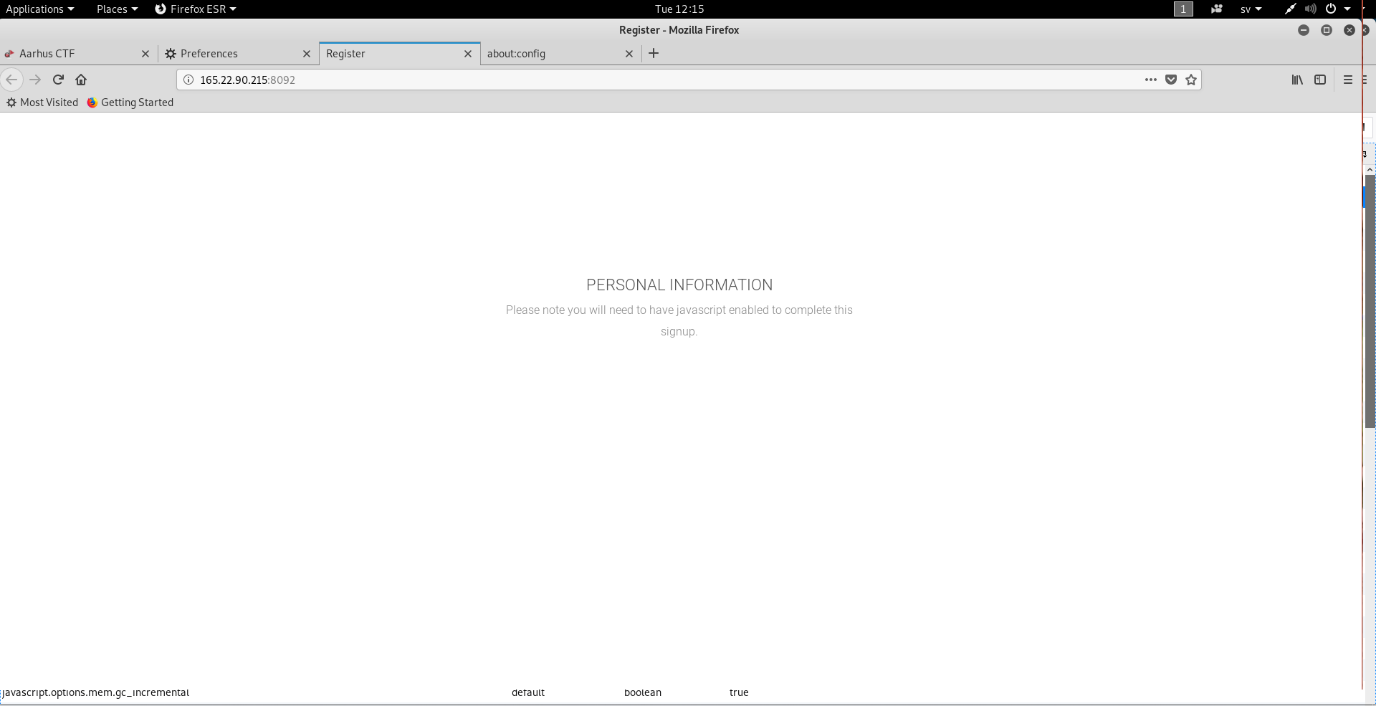 Applications Places Firefox ESR Tue 12:15 1 sv
Register - Mozilla Firefox
Aarhus CTF Preferences Register about:config
165.22.90.215:8092
Most Visited Getting Started
PERSONAL INFORMATION
Please note you will need to have javascript enabled to complete this
signup.
javascript.options.mem.gc_incremental default boolean true